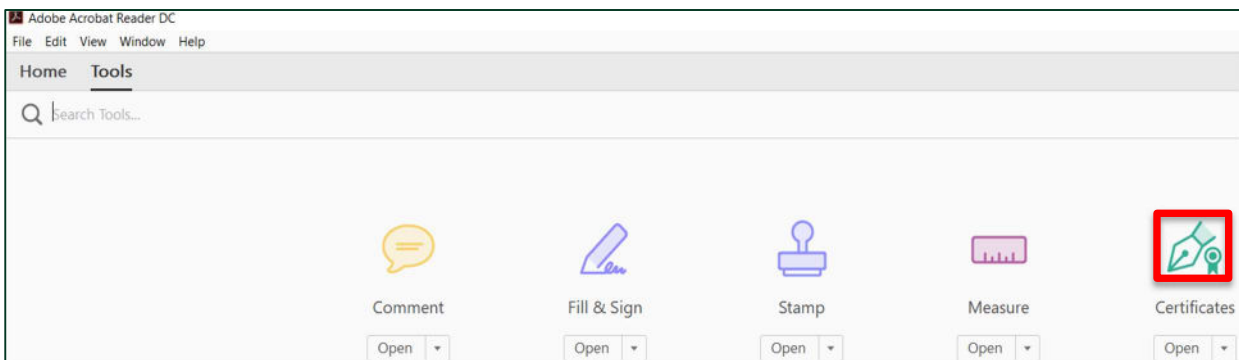 Adobe Acrobat Reader DC
File Edit View Window Help
Home Tools
Search Tools...
Comment Fill & Sign Stamp Measure Certificates
Open Open Open Open Open